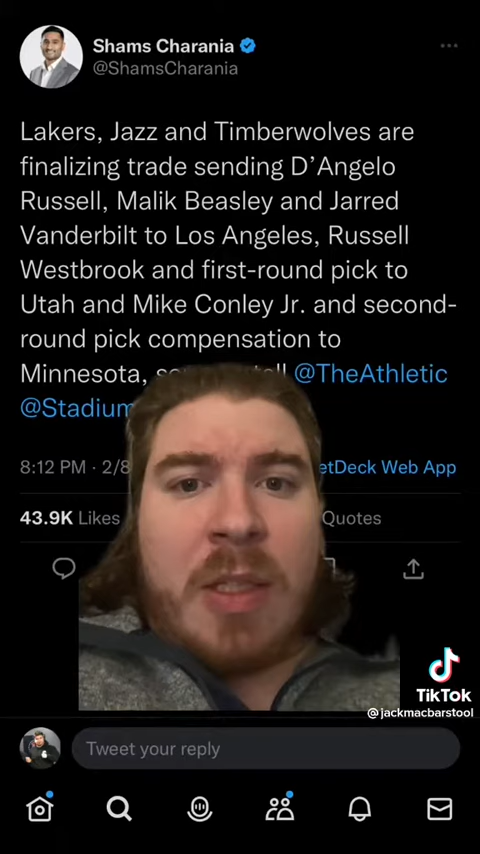 Shams Charania
@ShamsCharania
Lakers, Jazz and Timberwolves are
finalizing trade sending D’Angelo
Russell, Malik Beasley and Jarred
Vanderbilt to Los Angeles, Russell
Westbrook and first-round pick to
Utah and Mike Conley Jr. and second-
round pick compensation to
Minnesota, @TheAthletic
@Stadium
8:12 PM · 2/8 etDeck Web App
43.9K Likes Quotes
TikTok
@jackmacbarstool
Tweet your reply